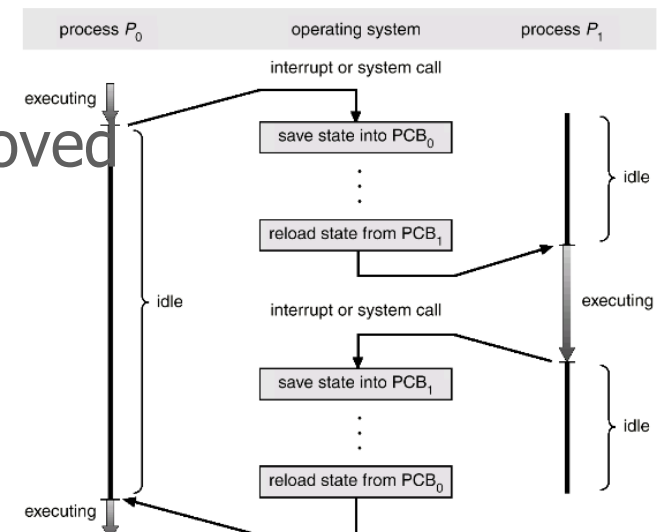 process P0 operating system process P1
interrupt or system call
executing
save state into PCB0
idle
reload state from PCB1
idle
executing
interrupt or system call
save state into PCB1
idle
reload state from PCB0
executing